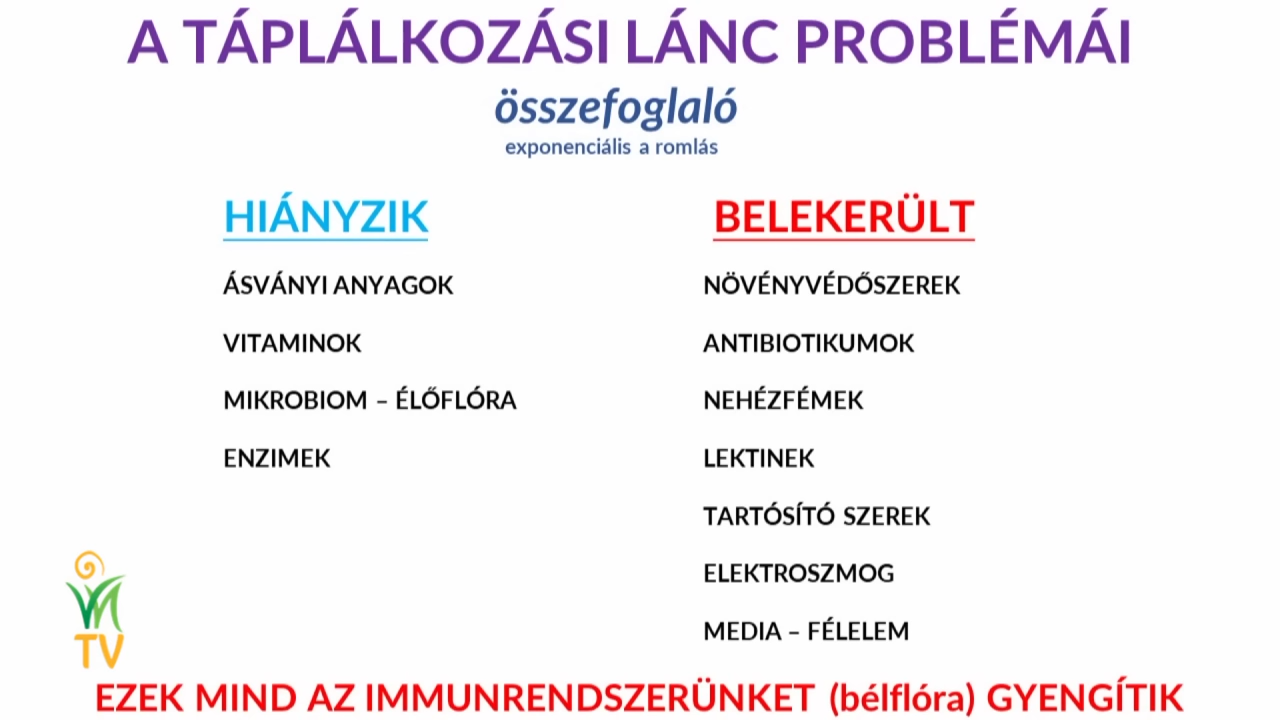 A TÁPLÁLKOZÁSI LÁNC PROBLÉMÁI
összefoglaló
exponenciális a romlás
HIÁNYZIK
ÁSVÁNYI ANYAGOK
VITAMINOK
MIKROBIOM – ÉLŐFLÓRA
ENZIMEK
BELEKERÜLT
NÖVÉNYVÉDŐSZEREK
ANTIBIOTIKUMOK
NEHÉZFÉMEK
LEKTINEK
TARTÓSÍTÓ SZEREK
ELEKTROSZMOG
MEDIA – FÉLELEM
TV
EZEK MIND AZ IMMUNRENDSZERÜNKET (bélflóra) GYENGÍTIK